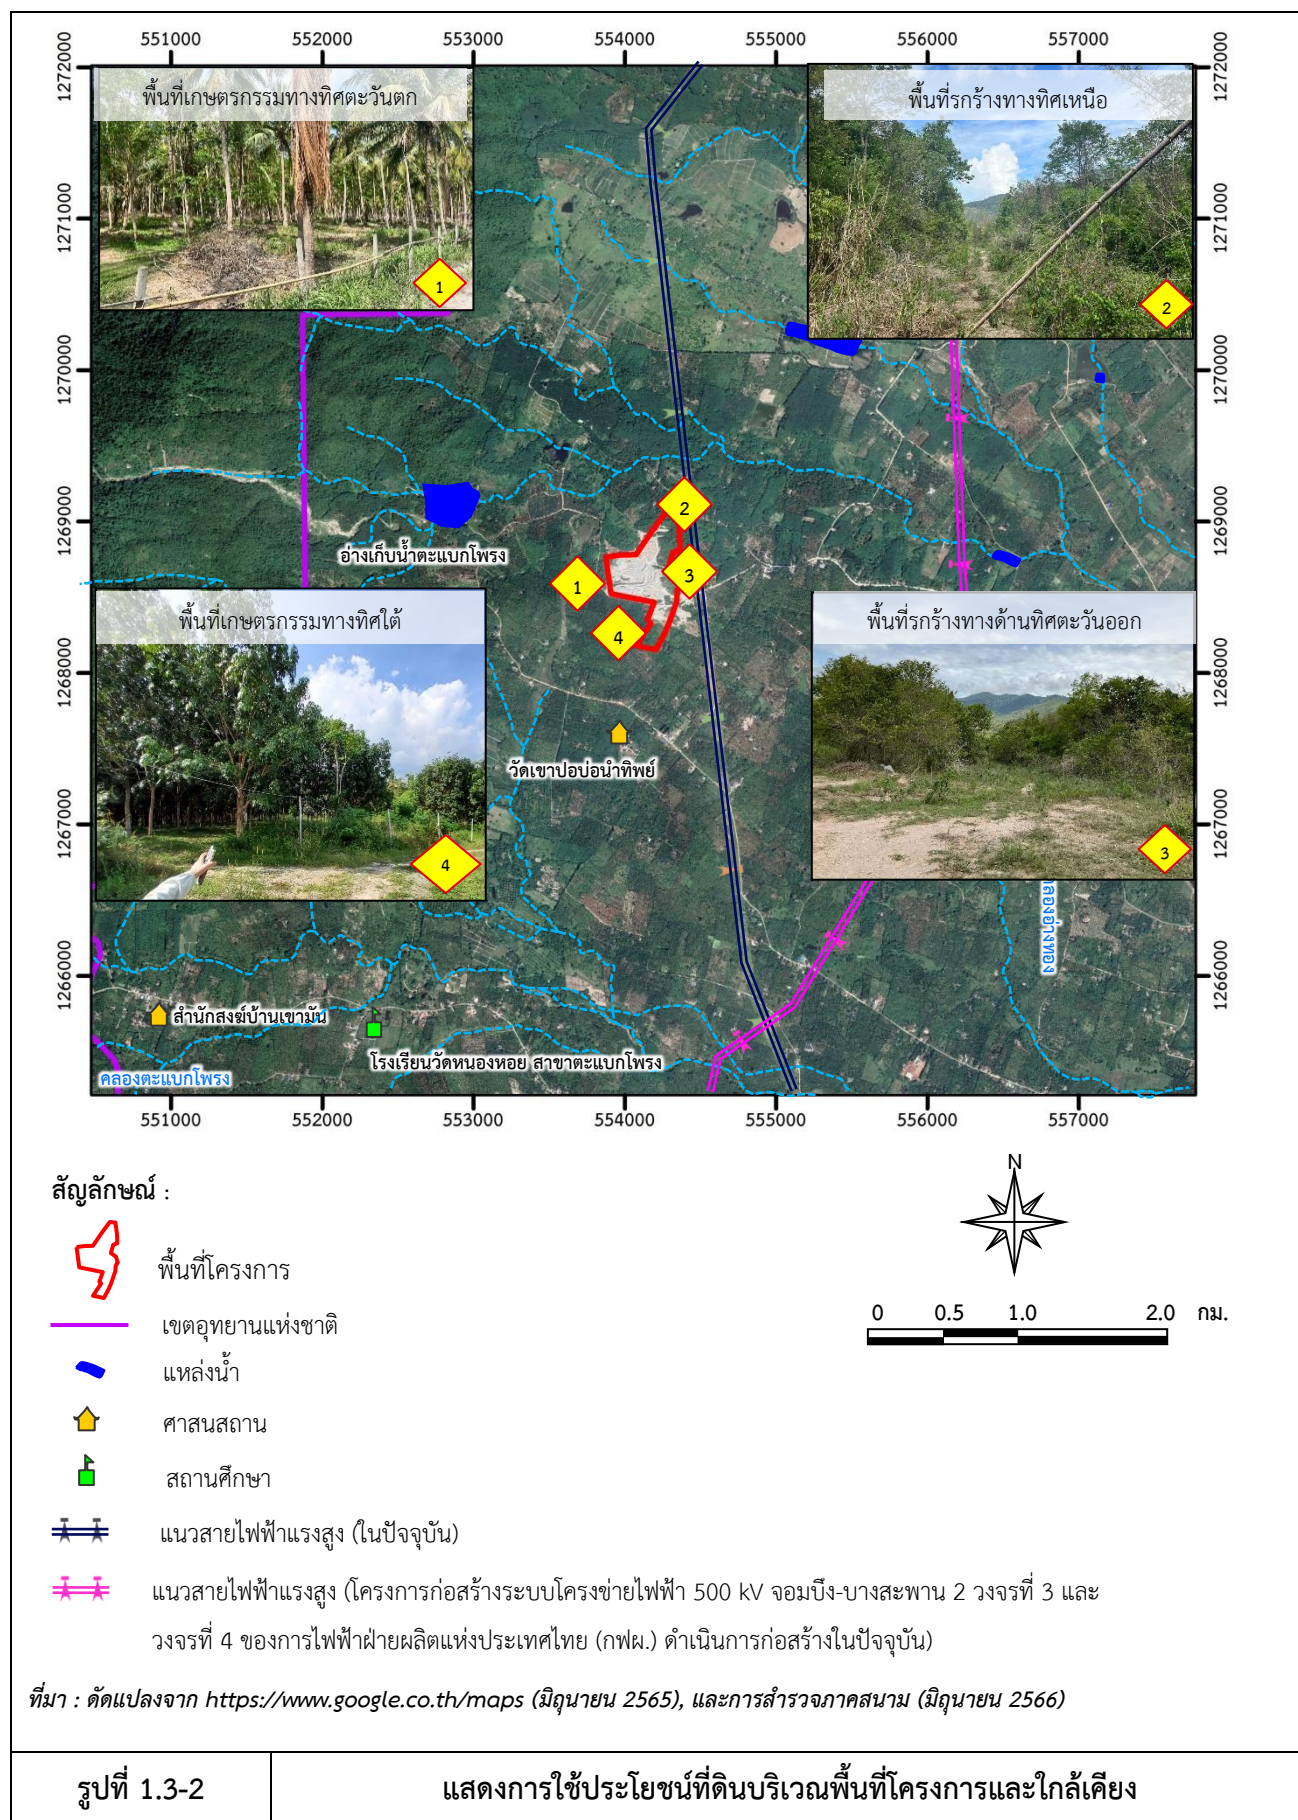 551000 552000 553000 554000 555000 556000 557000
1272000 1272000
พื้นที่เกษตรกรรมทางทิศตะวันตก
พื้นที่รกร้างทางทิศเหนือ
1271000 1271000
1
2
1270000 1270000
1269000 1269000
2
อ่างเก็บน้ำตะแบกโพรง
3
1
4
พื้นที่เกษตรกรรมทางทิศใต้
พื้นที่รกร้างทางด้านทิศตะวันออก
1268000 1268000
วัดเขาปอบ่อนำทิพย์
1267000 1267000
4
3
คลองอ่างทอง
1266000 1266000
สำนักสงฆ์บ้านเขามัน
โรงเรียนวัดหนองหอย สาขาตะแบกโพรง
คลองตะแบกโพรง
551000 552000 553000 554000 555000 556000 557000
สัญลักษณ์ :
N
พื้นที่โครงการ
0 0.5 1.0 2.0 กม.
เขตอุทยานแห่งชาติ
แหล่งน้ำ
ศาสนสถาน
สถานศึกษา
แนวสายไฟฟ้าแรงสูง (ในปัจจุบัน)
แนวสายไฟฟ้าแรงสูง (โครงการก่อสร้างระบบโครงข่ายไฟฟ้า 500 kV จอมบึง-บางสะพาน 2 วงจรที่ 3 และ
วงจรที่ 4 ของการไฟฟ้าฝ่ายผลิตแห่งประเทศไทย (กฟผ.) ดำเนินการก่อสร้างในปัจจุบัน)
ที่มา : ดัดแปลงจาก https://www.google.co.th/maps (มิถุนายน 2565), และการสำรวจภาคสนาม (มิถุนายน 2566)
รูปที่ 1.3-2
แสดงการใช้ประโยชน์ที่ดินบริเวณพื้นที่โครงการและใกล้เคียง